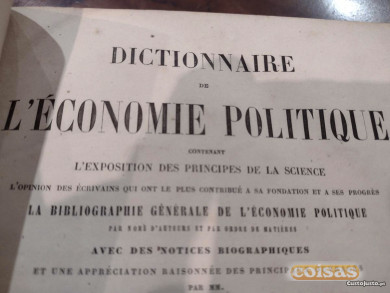 DICTIONNAIRE
DE
L'ÉCONOMIE POLITIQUE
CONTENANT
L'EXPOSITION DES PRINCIPES DE LA SCIENCE
L'OPINION DES ÉCRIVAINS QUI ONT LE PLUS CONTRIBUÉ A SA FONDATION ET A SES PROGRÈS
LA BIBLIOGRAPHIE GÉNÉRALE DE L'ÉCONOMIE POLITIQUE
PAR NOMS D'AUTEURS ET PAR ORDRE DE MATIÈRES
AVEC DES NOTICES BIOGRAPHIQUES
ET UNE APPRÉCIATION RAISONNÉE DES PRINCIPAUX
PAR MM.
coisas
CustoJusto.pt